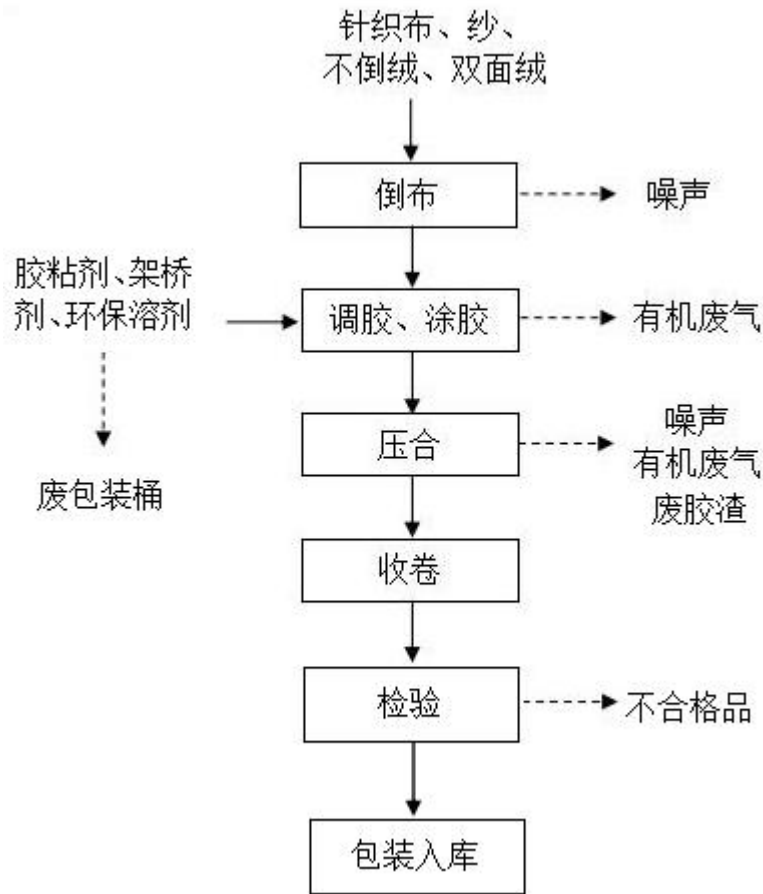 针织布、纱、
不倒绒、双面绒
倒布
噪声
胶粘剂、架桥
剂、环保溶剂
调胶、涂胶
有机废气
压合
噪声
有机废气
废胶渣
废包装桶
收卷
检验
不合格品
包装入库